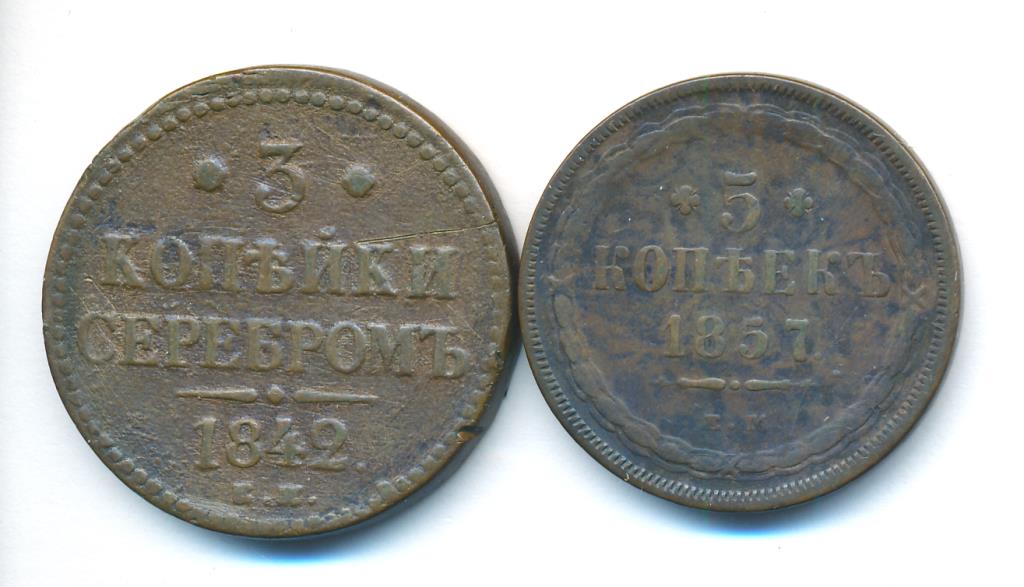 · 3 ·
КОПѢЙКИ
СЕРЕБРОМЪ
1842.
5
КОПѢЕКЪ
1857
Е.М.